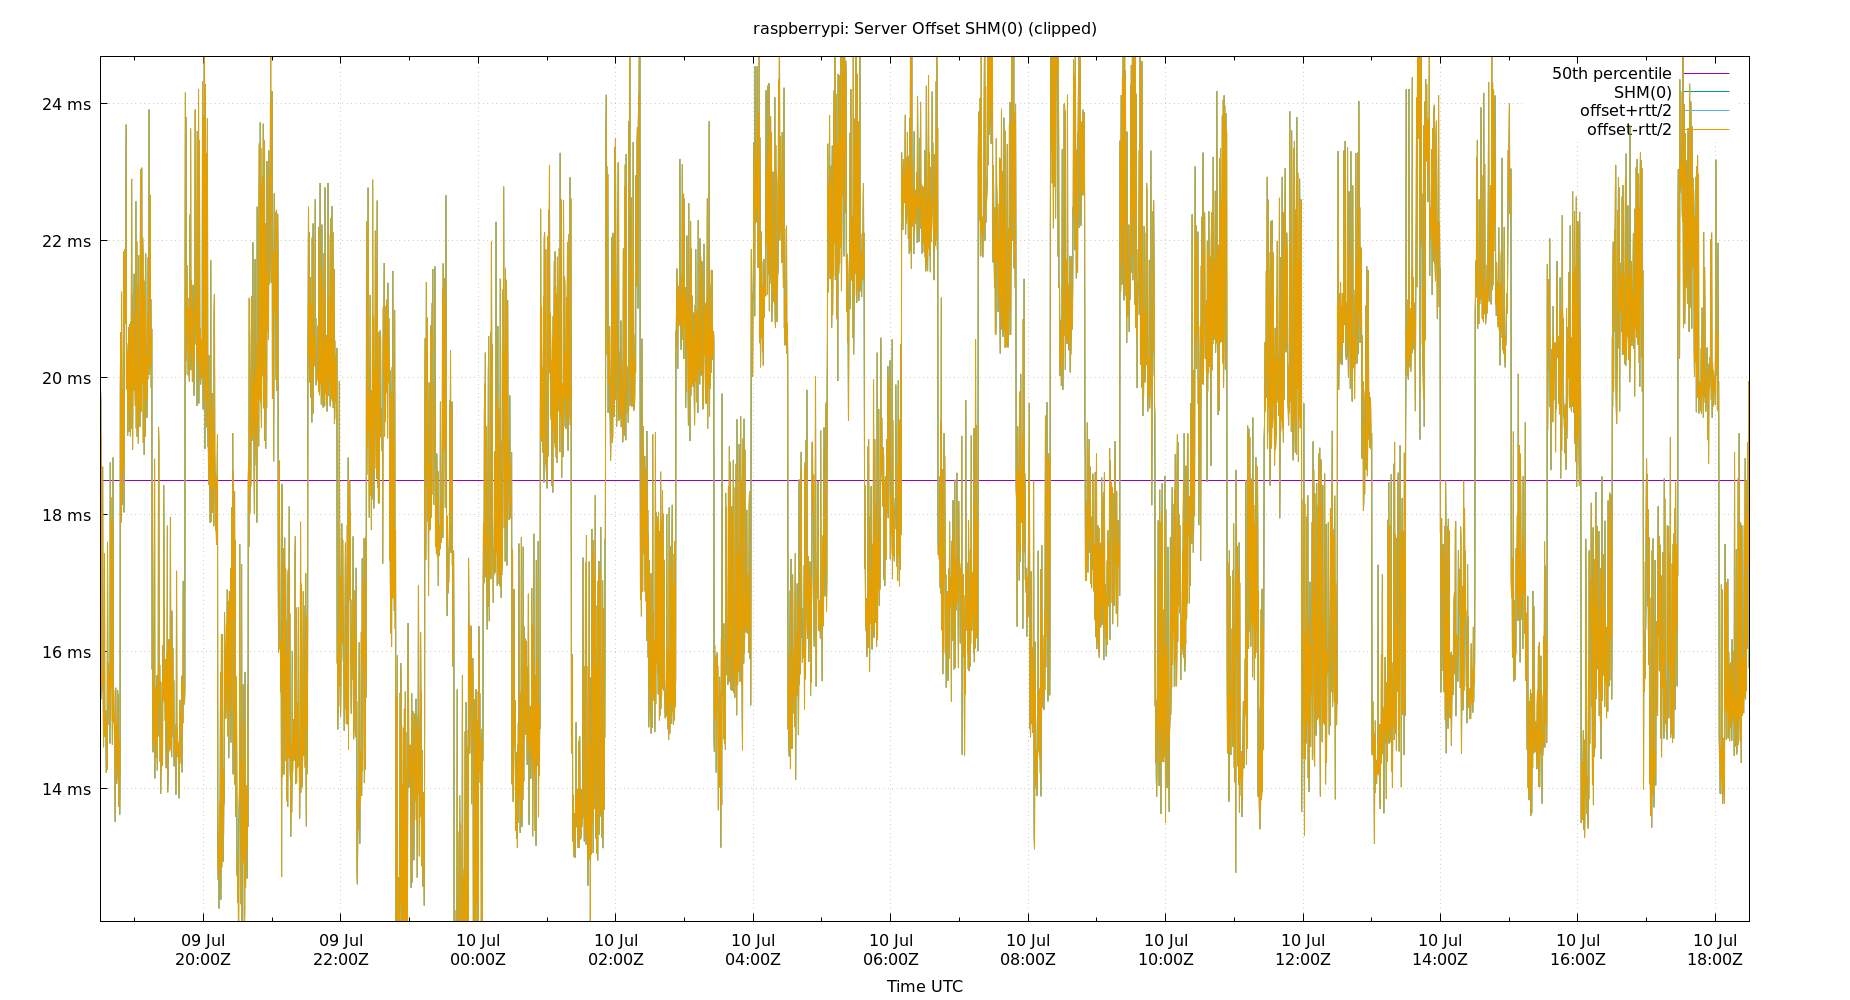 raspberrypi: Server Offset SHM(0) (clipped)
50th percentile
SHM(0)
offset+rtt/2
offset-rtt/2
24 ms
22 ms
20 ms
18 ms
16 ms
14 ms
09 Jul 09 Jul 10 Jul 10 Jul 10 Jul 10 Jul 10 Jul 10 Jul 10 Jul 10 Jul 10 Jul 10 Jul
20:00Z 22:00Z 00:00Z 02:00Z 04:00Z 06:00Z 08:00Z 10:00Z 12:00Z 14:00Z 16:00Z 18:00Z
Time UTC